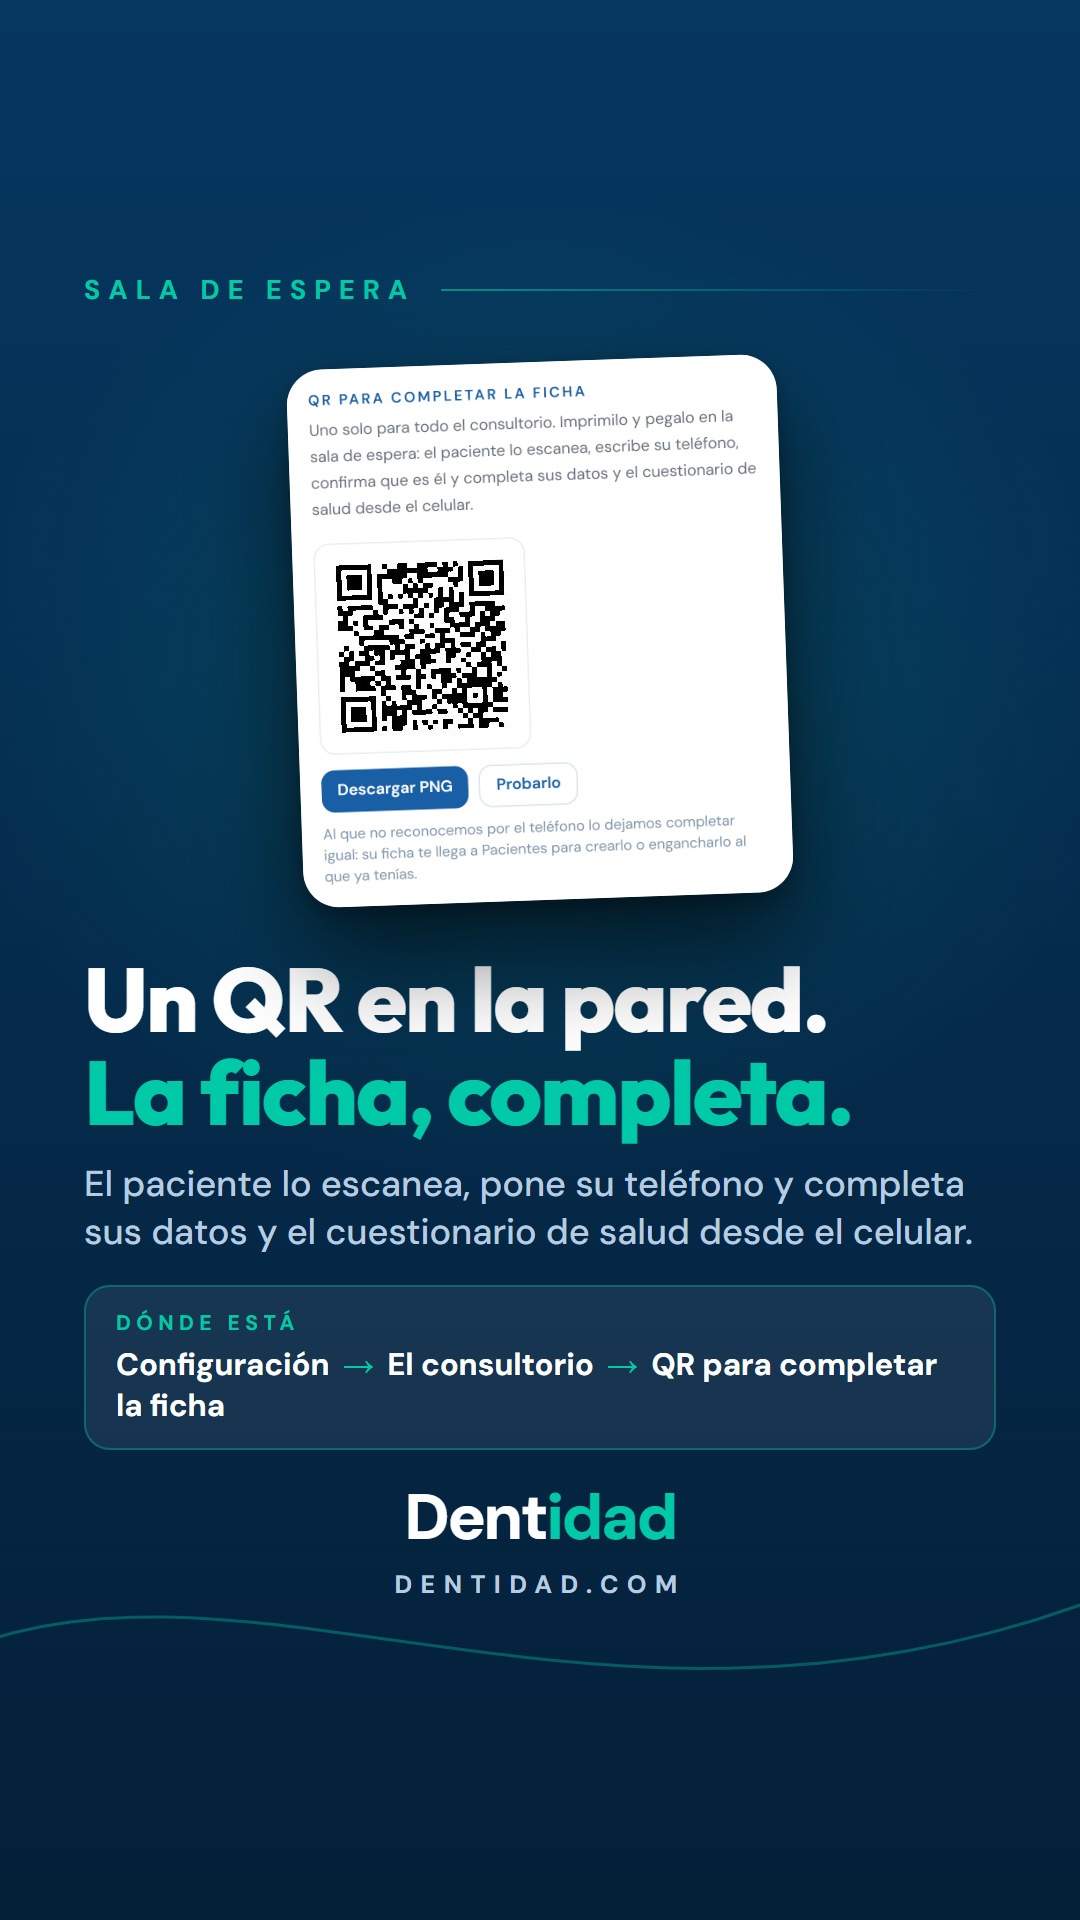 SALA DE ESPERA
QR PARA COMPLETAR LA FICHA
Uno solo para todo el consultorio. Imprimilo y pegalo en la
sala de espera: el paciente lo escanea, escribe su teléfono,
confirma que es él y completa sus datos y el cuestionario de
salud desde el celular.
Descargar PNG
Probarlo
Al que no reconocemos por el teléfono lo dejamos completar
igual: su ficha te llega a Pacientes para crearlo o engancharlo al
que ya tenías.
Un QR en la pared.
La ficha, completa.
El paciente lo escanea, pone su teléfono y completa
sus datos y el cuestionario de salud desde el celular.
DÓNDE ESTÁ
Configuración → El consultorio → QR para completar
la ficha
Dentidad
DENTIDAD.COM